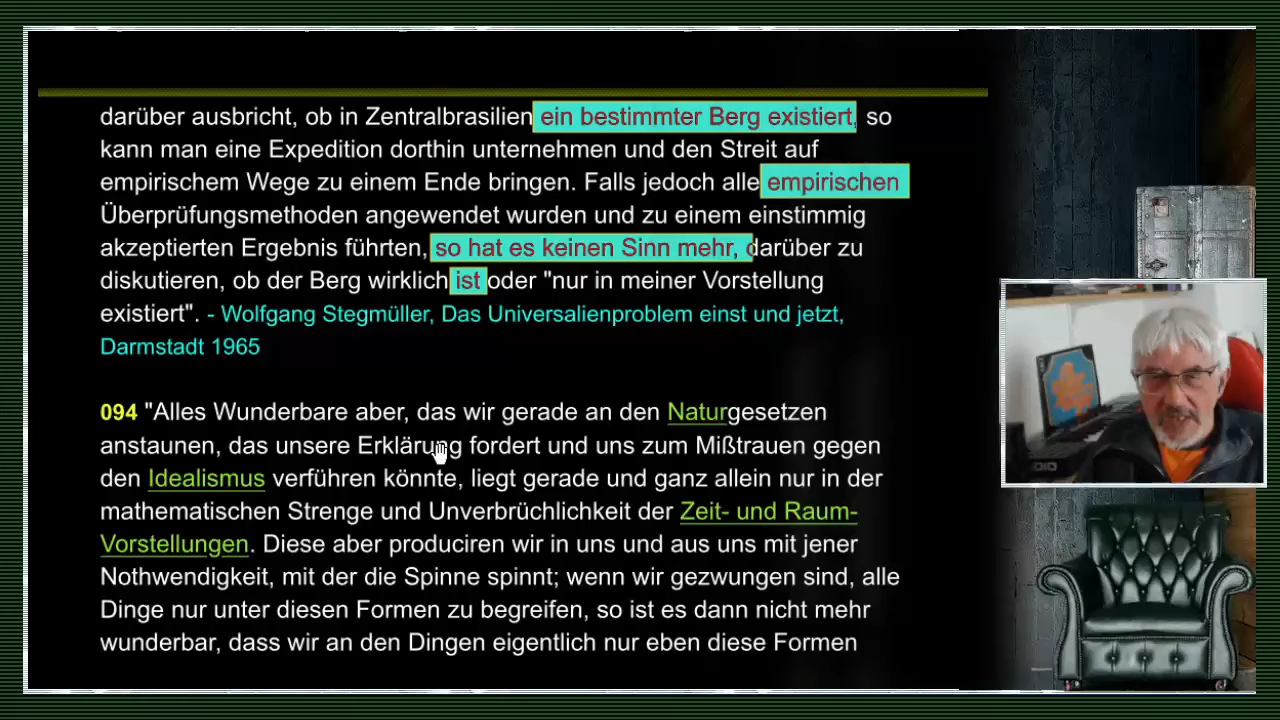 darüber ausbricht, ob in Zentralbrasilien ein bestimmter Berg existiert, so
kann man eine Expedition dorthin unternehmen und den Streit auf
empirischem Wege zu einem Ende bringen. Falls jedoch alle empirischen
Überprüfungsmethoden angewendet wurden und zu einem einstimmig
akzeptierten Ergebnis führten, so hat es keinen Sinn mehr, darüber zu
diskutieren, ob der Berg wirklich ist oder "nur in meiner Vorstellung
existiert". - Wolfgang Stegmüller, Das Universalienproblem einst und jetzt,
Darmstadt 1965
094 "Alles Wunderbare aber, das wir gerade an den Naturgesetzen
anstaunen, das unsere Erklärung fordert und uns zum Mißtrauen gegen
den Idealismus verführen könnte, liegt gerade und ganz allein nur in der
mathematischen Strenge und Unverbrüchlichkeit der Zeit- und Raum-
Vorstellungen. Diese aber produciren wir in uns und aus uns mit jener
Nothwendigkeit, mit der die Spinne spinnt; wenn wir gezwungen sind, alle
Dinge nur unter diesen Formen zu begreifen, so ist es dann nicht mehr
wunderbar, dass wir an den Dingen eigentlich nur eben diese Formen